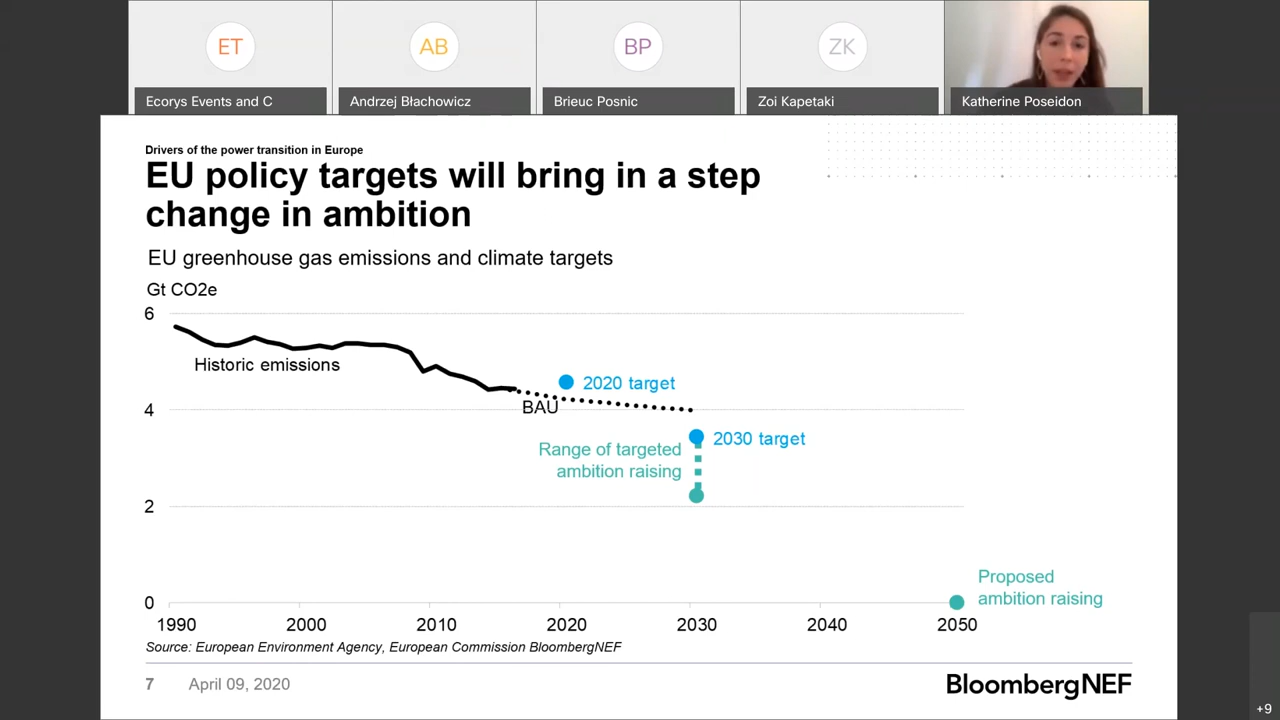 ET
AB
BP
ZK
Ecorys Events and C
Andrzej Błachowicz
Brieuc Posnic
Zoi Kapetaki
Katherine Poseidon
Drivers of the power transition in Europe
EU policy targets will bring in a step
change in ambition
EU greenhouse gas emissions and climate targets
Gt CO2e
6
Historic emissions
2020 target
BAU
4
2030 target
Range of targeted
ambition raising
2
Proposed
ambition raising
0
1990 2000 2010 2020 2030 2040 2050
Source: European Environment Agency, European Commission BloombergNEF
7 April 09, 2020
BloombergNEF
+9